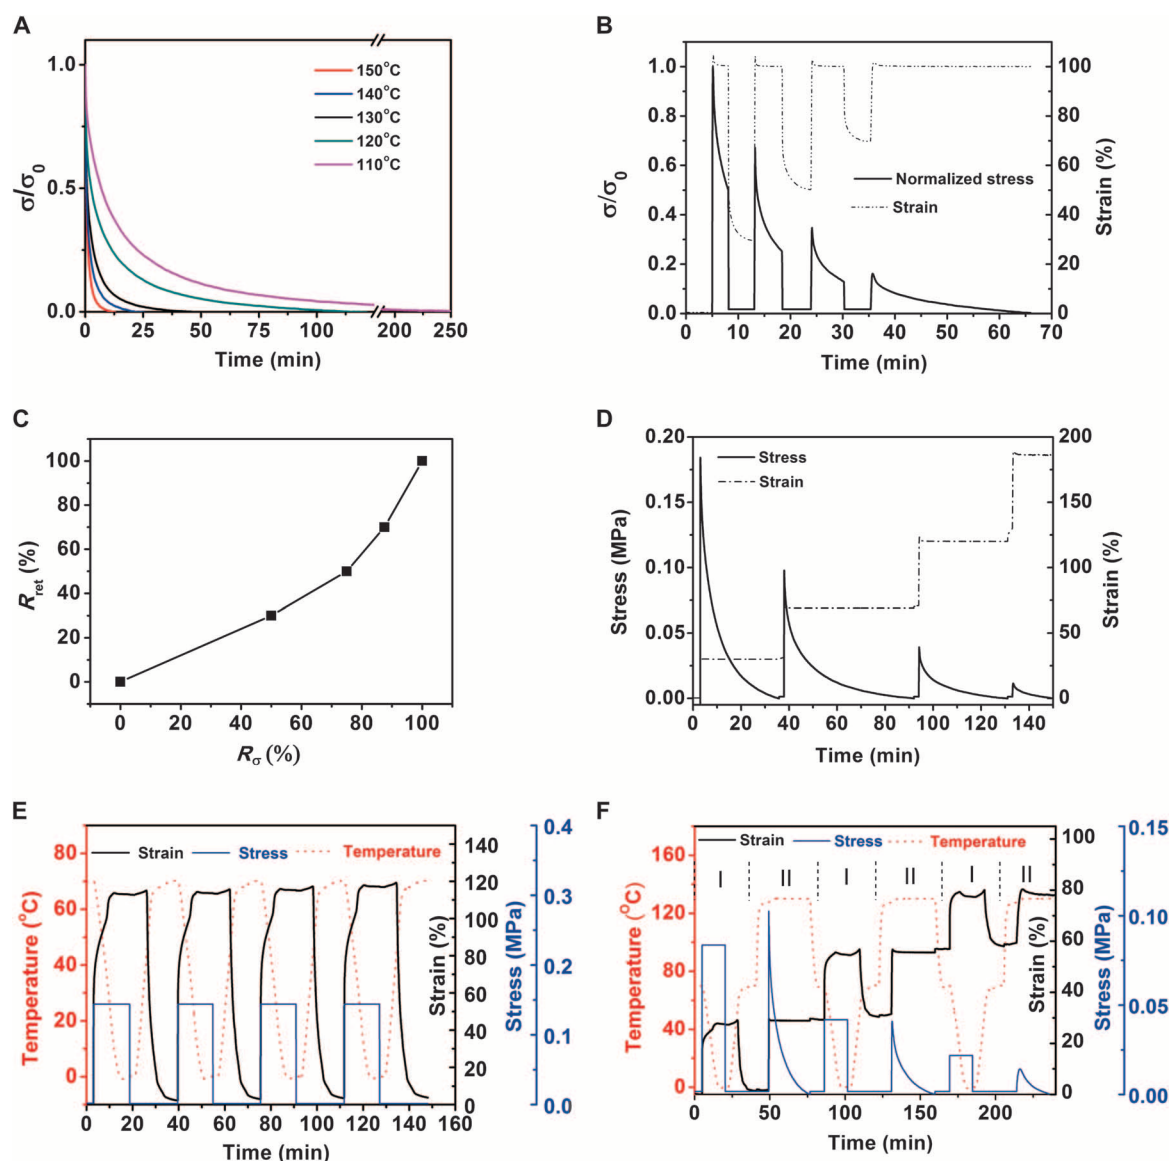 A
1.0
0.5
0.0
σ/σ0
150°C
140°C
130°C
120°C
110°C
0 25 50 75 100 200 250
Time (min)
B
1.0
0.8
0.6
0.4
0.2
0.0
σ/σ0
Normalized stress
Strain
100
80
60
40
20
0
Strain (%)
0 10 20 30 40 50 60 70
Time (min)
C
100
80
60
40
20
0
Rret (%)
0 20 40 60 80 100
Rσ (%)
D
0.20
0.15
0.10
0.05
0.00
Stress (MPa)
Stress
Strain
200
150
100
50
0
Strain (%)
0 20 40 60 80 100 120 140
Time (min)
E
80
60
40
20
0
Temperature (°C)
Strain Stress Temperature
140
120
100
80
60
40
20
0
Strain (%)
0.4
0.3
0.2
0.1
0.0
Stress (MPa)
0 20 40 60 80 100 120 140 160
Time (min)
F
160
120
80
40
0
Temperature (°C)
Strain Stress Temperature
I II I II I II
100
80
60
40
20
0
Strain (%)
0.15
0.10
0.05
0.00
Stress (MPa)
0 50 100 150 200
Time (min)